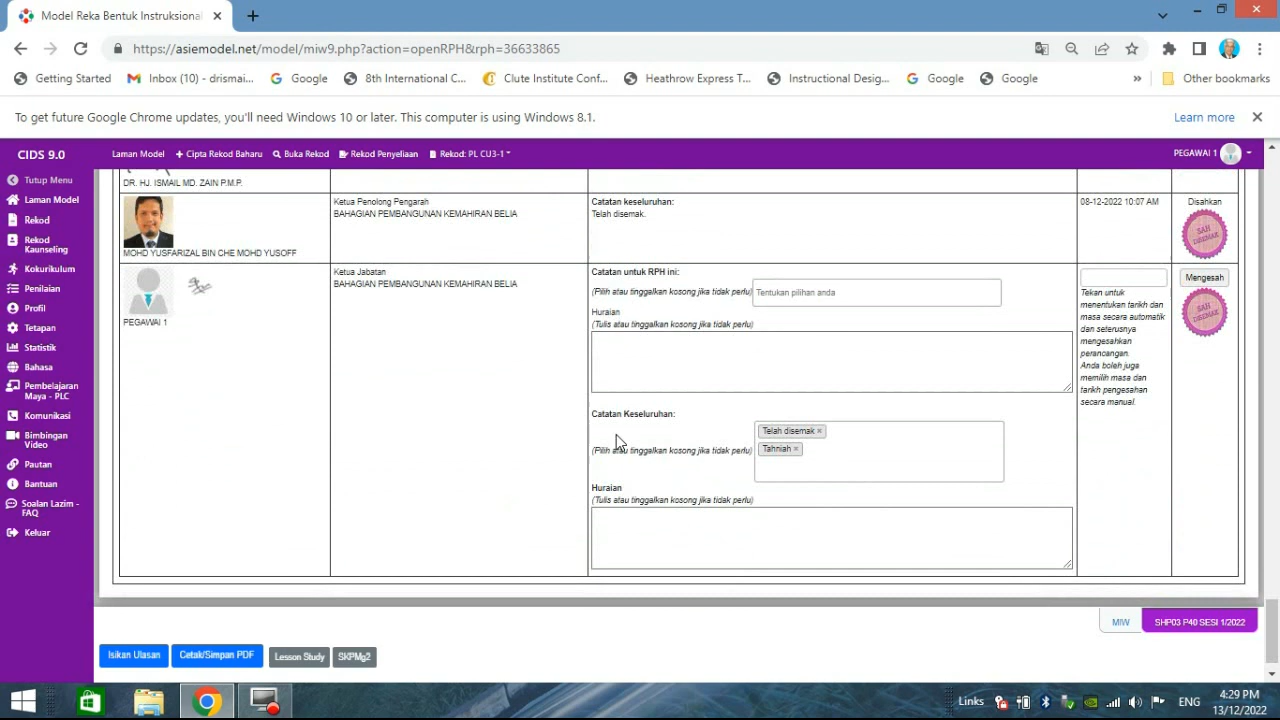 Model Reka Bentuk Instruksional
https://asiemodel.net/model/miw9.php?action=openRPH&rph=36633865
Getting Started
Inbox (10) - drismai...
Google
8th International C...
Clute Institute Conf...
Heathrow Express T...
Instructional Desig...
Google
Google
»
Other bookmarks
To get future Google Chrome updates, you'll need Windows 10 or later. This computer is using Windows 8.1.
Learn more
CIDS 9.0
Laman Model
Cipta Rekod Baharu
Buka Rekod
Rekod Penyeliaan
Rekod: PL CU3-1
PEGAWAI 1
Tutup Menu
Laman Model
Rekod
Rekod
Kaunseling
Kokurikulum
Penilaian
Profil
Tetapan
Statistik
Bahasa
Pembelajaran
Maya - PLC
Komunikasi
Bimbingan
Video
Pautan
Bantuan
Soalan Lazim -
FAQ
Keluar
DR. HJ. ISMAIL MD. ZAIN P.M.P.
MOHD YUSFARIZAL BIN CHE MOHD YUSOFF
Ketua Penolong Pengarah
BAHAGIAN PEMBANGUNAN KEMAHIRAN BELIA
Catatan keseluruhan:
Telah disemak.
08-12-2022 10:07 AM
Disahkan
SAH
DISEMAK
PEGAWAI 1
Ketua Jabatan
BAHAGIAN PEMBANGUNAN KEMAHIRAN BELIA
Catatan untuk RPH ini:
(Pilih atau tinggalkan kosong jika tidak perlu)
Tentukan pilihan anda
Huraian
(Tulis atau tinggalkan kosong jika tidak perlu)
Catatan Keseluruhan:
(Pilih atau tinggalkan kosong jika tidak perlu)
Telah disemak ×
Tahniah ×
Huraian
(Tulis atau tinggalkan kosong jika tidak perlu)
Tekan untuk
menentukan tarikh dan
masa secara automatik
dan seterusnya
mengesahkan
perancangan.
Anda boleh juga
memilih masa dan
tarikh pengesahan
secara manual.
Mengesah
SAH
DISEMAK
MIW
SHP03 P40 SESI 1/2022
Isikan Ulasan
Cetak/Simpan PDF
Lesson Study
SKPMg2
Links
ENG
4:29 PM
13/12/2022